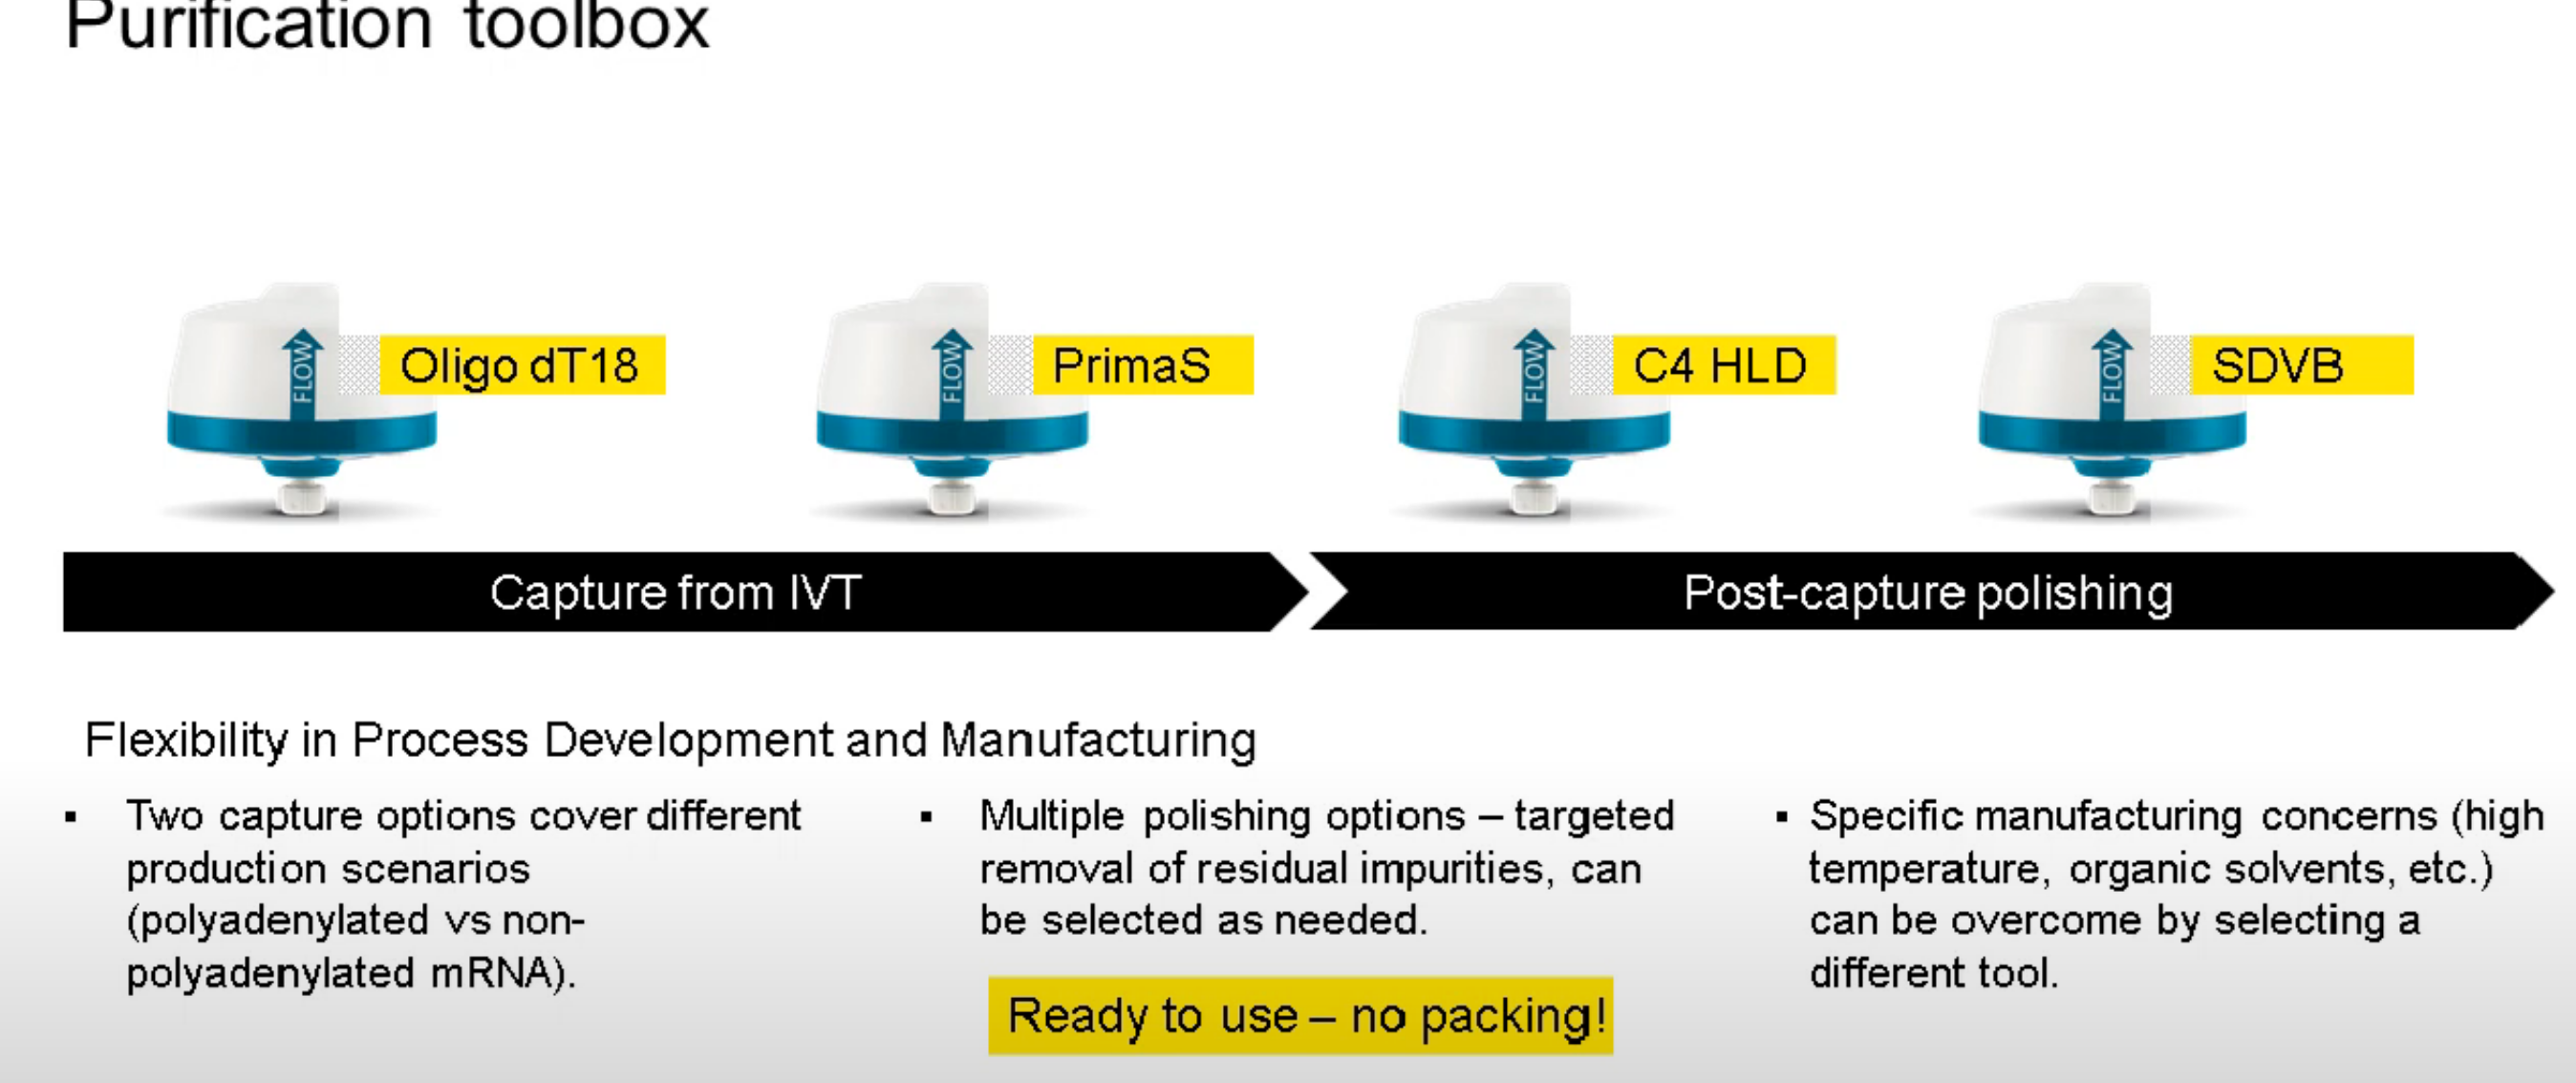 Purification toolbox
FLOW
Oligo dT18
FLOW
PrimaS
FLOW
C4 HLD
FLOW
SDVB
Capture from IVT
Post-capture polishing
Flexibility in Process Development and Manufacturing
▪ Two capture options cover different
production scenarios
(polyadenylated vs non-
polyadenylated mRNA).
▪ Multiple polishing options – targeted
removal of residual impurities, can
be selected as needed.
Ready to use – no packing!
▪ Specific manufacturing concerns (high
temperature, organic solvents, etc.)
can be overcome by selecting a
different tool.